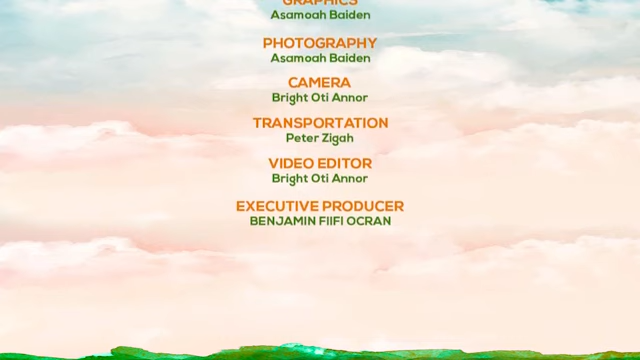 GRAPHICS
Asamoah Baiden
PHOTOGRAPHY
Asamoah Baiden
CAMERA
Bright Oti Annor
TRANSPORTATION
Peter Zigah
VIDEO EDITOR
Bright Oti Annor
EXECUTIVE PRODUCER
BENJAMIN FIIFI OCRAN